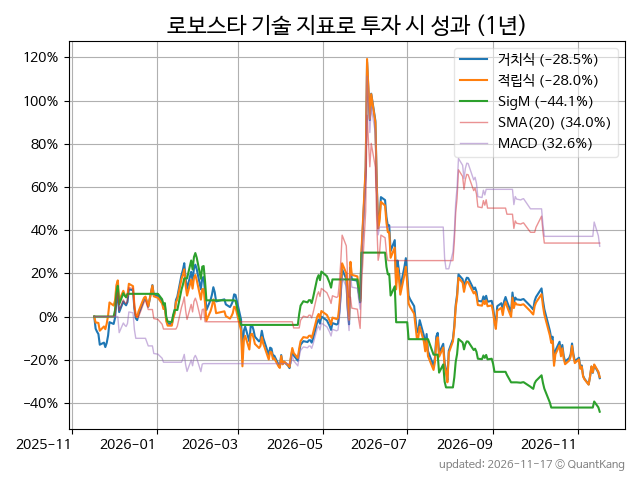 로보스타 기술 지표로 투자 시 성과 (1년)
120%
100%
80%
60%
40%
20%
0%
−20%
−40%
거치식 (−28.5%)
적립식 (−28.0%)
SigM (−44.1%)
SMA(20) (34.0%)
MACD (32.6%)
2025-11
2026-01
2026-03
2026-05
2026-07
2026-09
2026-11
updated: 2026-11-17 © QuantKang